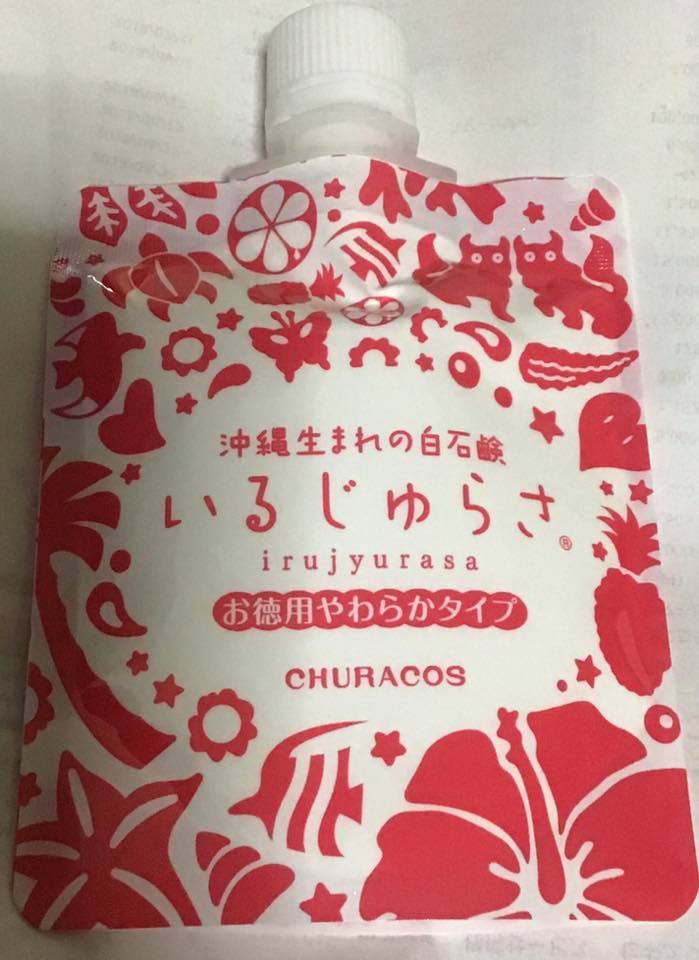 沖縄生まれの白石鹸
いるじゅらさ®
irujyurasa
お徳用やわらかタイプ
CHURACOS